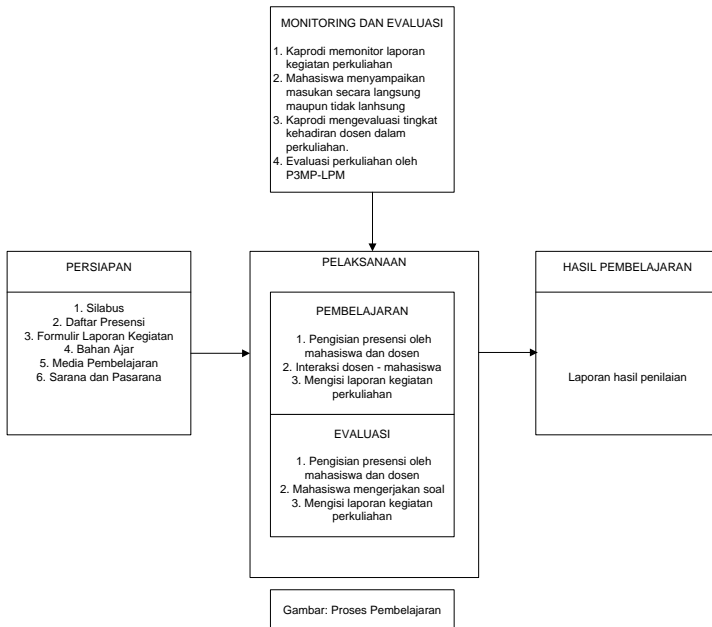 MONITORING DAN EVALUASI
1. Kaprodi memonitor laporan
kegiatan perkuliahan
2. Mahasiswa menyampaikan
masukan secara langsung
maupun tidak lanhsung
3. Kaprodi mengevaluasi tingkat
kehadiran dosen dalam
perkuliahan.
4. Evaluasi perkuliahan oleh
P3MP-LPM
PERSIAPAN
1. Silabus
2. Daftar Presensi
3. Formulir Laporan Kegiatan
4. Bahan Ajar
5. Media Pembelajaran
6. Sarana dan Pasarana
PELAKSANAAN
PEMBELAJARAN
1. Pengisian presensi oleh
mahasiswa dan dosen
2. Interaksi dosen - mahasiswa
3. Mengisi laporan kegiatan
perkuliahan
EVALUASI
1. Pengisian presensi oleh
mahasiswa dan dosen
2. Mahasiswa mengerjakan soal
3. Mengisi laporan kegiatan
perkuliahan
HASIL PEMBELAJARAN
Laporan hasil penilaian
Gambar: Proses Pembelajaran